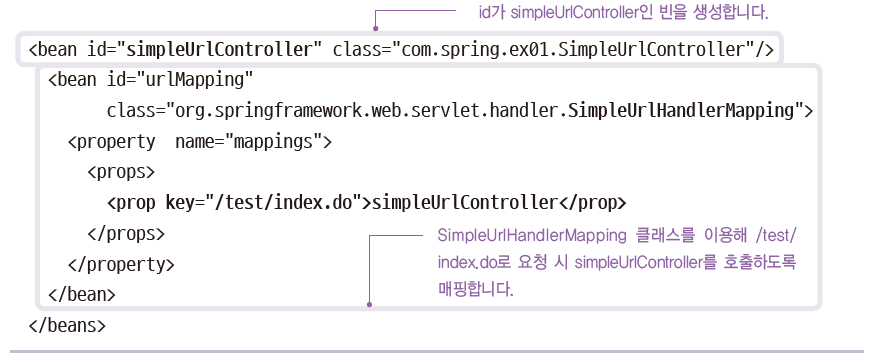 id가 simpleUrlController인 빈을 생성합니다.
<bean id="simpleUrlController" class="com.spring.ex01.SimpleUrlController"/>
<bean id="urlMapping"
class="org.springframework.web.servlet.handler.SimpleUrlHandlerMapping">
<property  name="mappings">
<props>
<prop key="/test/index.do">simpleUrlController</prop>
</props>
SimpleUrlHandlerMapping 클래스를 이용해 /test/
index.do로 요청 시 simpleUrlController를 호출하도록
매핑합니다.
</property>
</bean>
</beans>